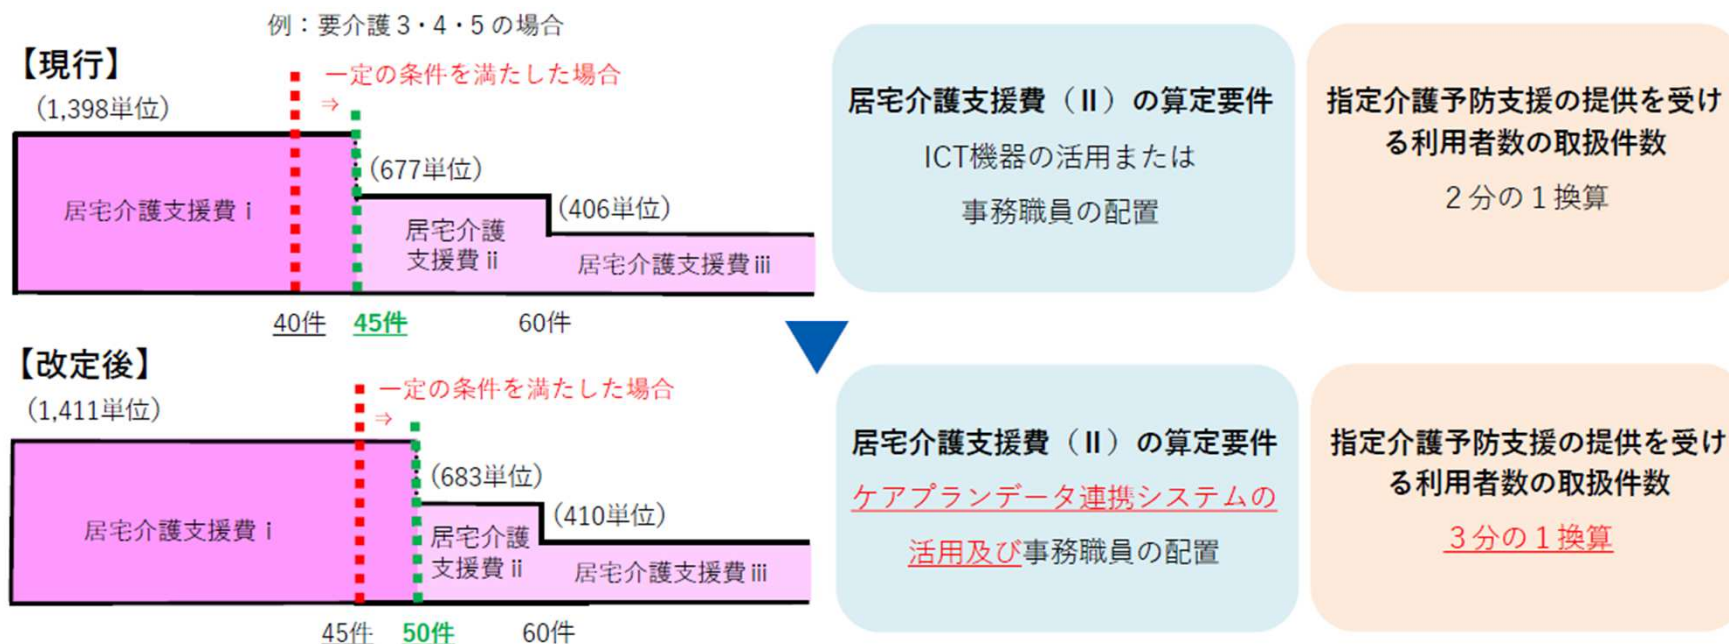 例：要介護３・４・５の場合
【現行】
一定の条件を満たした場合
⇒
（1,398単位）
（677単位）
（406単位）
居宅介護支援費ⅰ
居宅介護
支援費ⅱ
居宅介護支援費ⅲ
40件
45件
60件
居宅介護支援費（Ⅱ）の算定要件
ICT機器の活用または
事務職員の配置
指定介護予防支援の提供を受け
る利用者数の取扱件数
２分の１換算
【改定後】
一定の条件を満たした場合
⇒
（1,411単位）
（683単位）
（410単位）
居宅介護支援費ⅰ
居宅介護
支援費ⅱ
居宅介護支援費ⅲ
45件
50件
60件
居宅介護支援費（Ⅱ）の算定要件
ケアプランデータ連携システムの
活用及び事務職員の配置
指定介護予防支援の提供を受け
る利用者数の取扱件数
３分の１換算